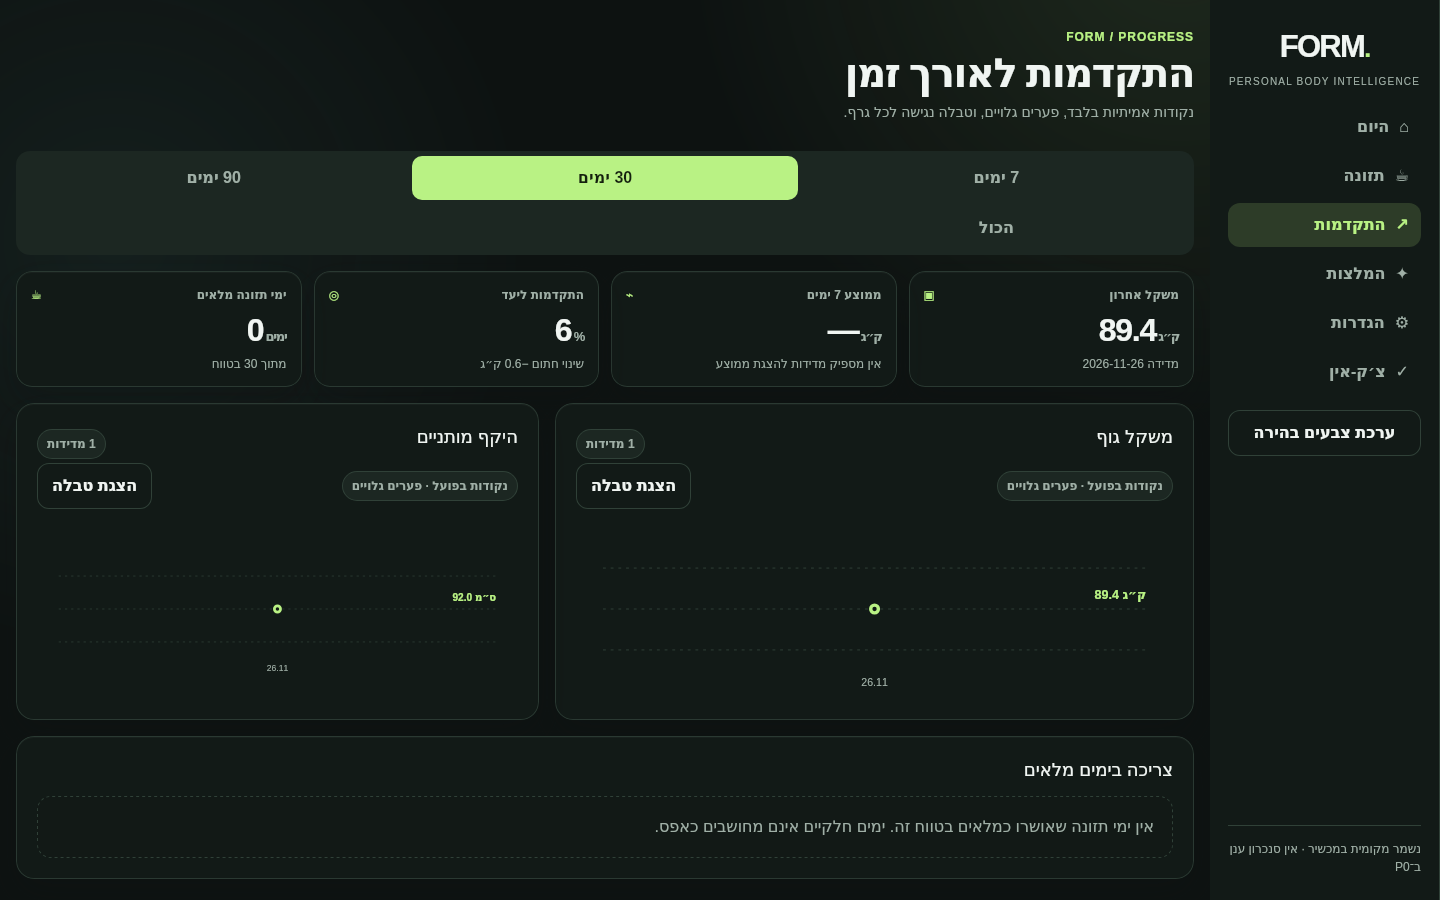 FORM.
PERSONAL BODY INTELLIGENCE
היום
תזונה
התקדמות
המלצות
הגדרות
צ׳ק-אין
ערכת צבעים בהירה
נשמר מקומית במכשיר · אין סנכרון ענן
ב־P0
FORM / PROGRESS
התקדמות לאורך זמן
נקודות אמיתיות בלבד, פערים גלויים, וטבלה נגישה לכל גרף.
7 ימים
30 ימים
90 ימים
הכול
משקל אחרון
89.4 ק״ג
מדידה 2026-11-26
ממוצע 7 ימים
— ק״ג
אין מספיק מדידות להצגת ממוצע
התקדמות ליעד
6%
שינוי חתום −0.6 ק״ג
ימי תזונה מלאים
0 ימים
מתוך 30 בטווח
משקל גוף
1 מדידות
נקודות בפועל · פערים גלויים
הצגת טבלה
89.4 ק״ג
26.11
היקף מותניים
1 מדידות
נקודות בפועל · פערים גלויים
הצגת טבלה
92.0 ס״מ
26.11
צריכה בימים מלאים
אין ימי תזונה שאושרו כמלאים בטווח זה. ימים חלקיים אינם מחושבים כאפס.